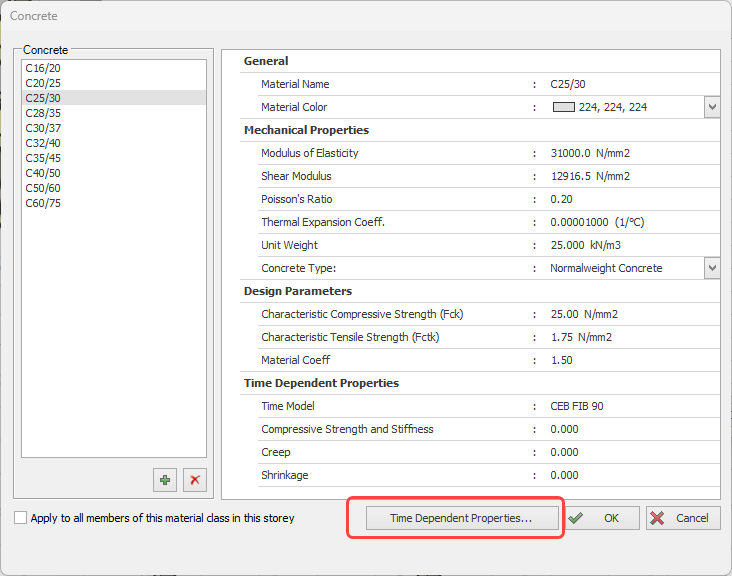 Concrete
Concrete
C16/20
C20/25
C25/30
C28/35
C30/37
C32/40
C35/45
C40/50
C50/60
C60/75
General
Material Name : C25/30
Material Color : 224, 224, 224
Mechanical Properties
Modulus of Elasticity : 31000.0 N/mm2
Shear Modulus : 12916.5 N/mm2
Poisson's Ratio : 0.20
Thermal Expansion Coeff. : 0.00001000 (1/°C)
Unit Weight : 25.000 kN/m3
Concrete Type: : Normalweight Concrete
Design Parameters
Characteristic Compressive Strength (Fck) : 25.00 N/mm2
Characteristic Tensile Strength (Fctk) : 1.75 N/mm2
Material Coeff : 1.50
Time Dependent Properties
Time Model : CEB FIB 90
Compressive Strength and Stiffness : 0.000
Creep : 0.000
Shrinkage : 0.000
Apply to all members of this material class in this storey
Time Dependent Properties...
OK
Cancel